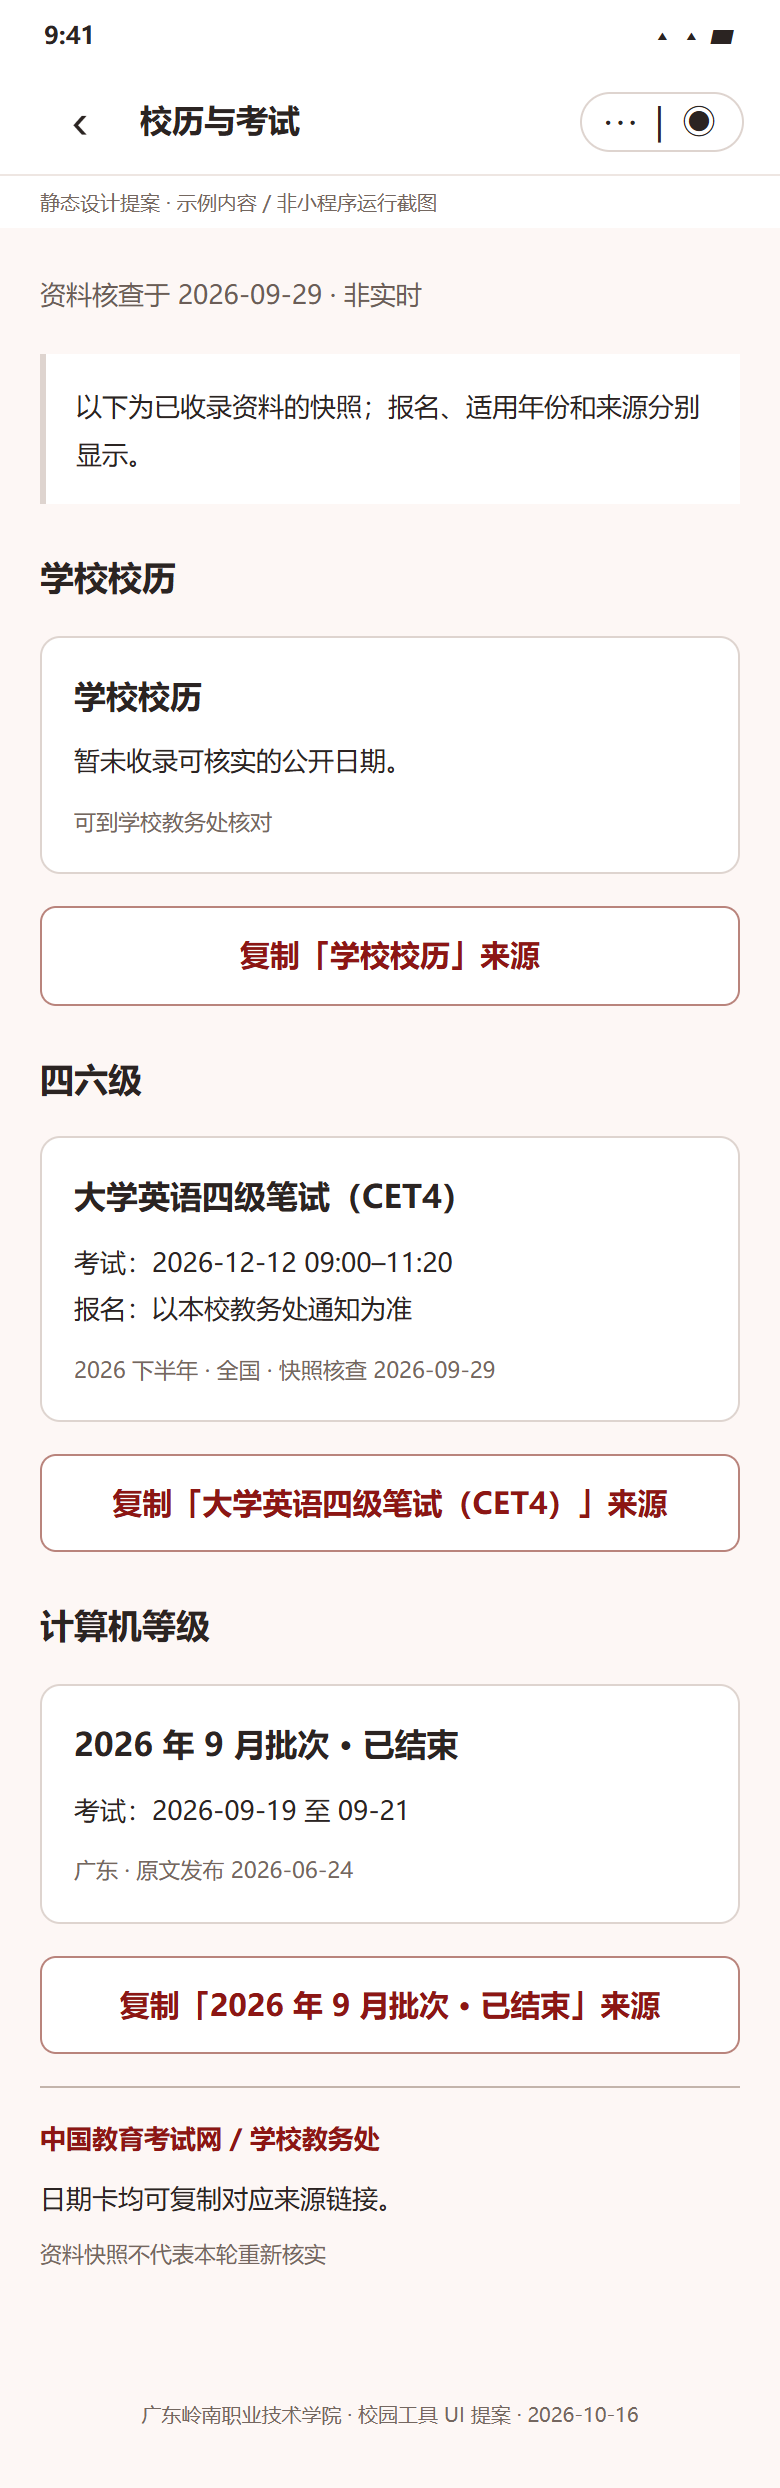 9:41
校历与考试
静态设计提案 · 示例内容 / 非小程序运行截图
资料核查于 2026-09-29 · 非实时
以下为已收录资料的快照；报名、适用年份和来源分别
显示。
学校校历
学校校历
暂未收录可核实的公开日期。
可到学校教务处核对
复制「学校校历」来源
四六级
大学英语四级笔试（CET4）
考试：2026-12-12 09:00–11:20
报名：以本校教务处通知为准
2026 下半年 · 全国 · 快照核查 2026-09-29
复制「大学英语四级笔试（CET4）」来源
计算机等级
2026 年 9 月批次 • 已结束
考试：2026-09-19 至 09-21
广东 · 原文发布 2026-06-24
复制「2026 年 9 月批次 • 已结束」来源
中国教育考试网 / 学校教务处
日期卡均可复制对应来源链接。
资料快照不代表本轮重新核实
广东岭南职业技术学院 · 校园工具 UI 提案 · 2026-10-16